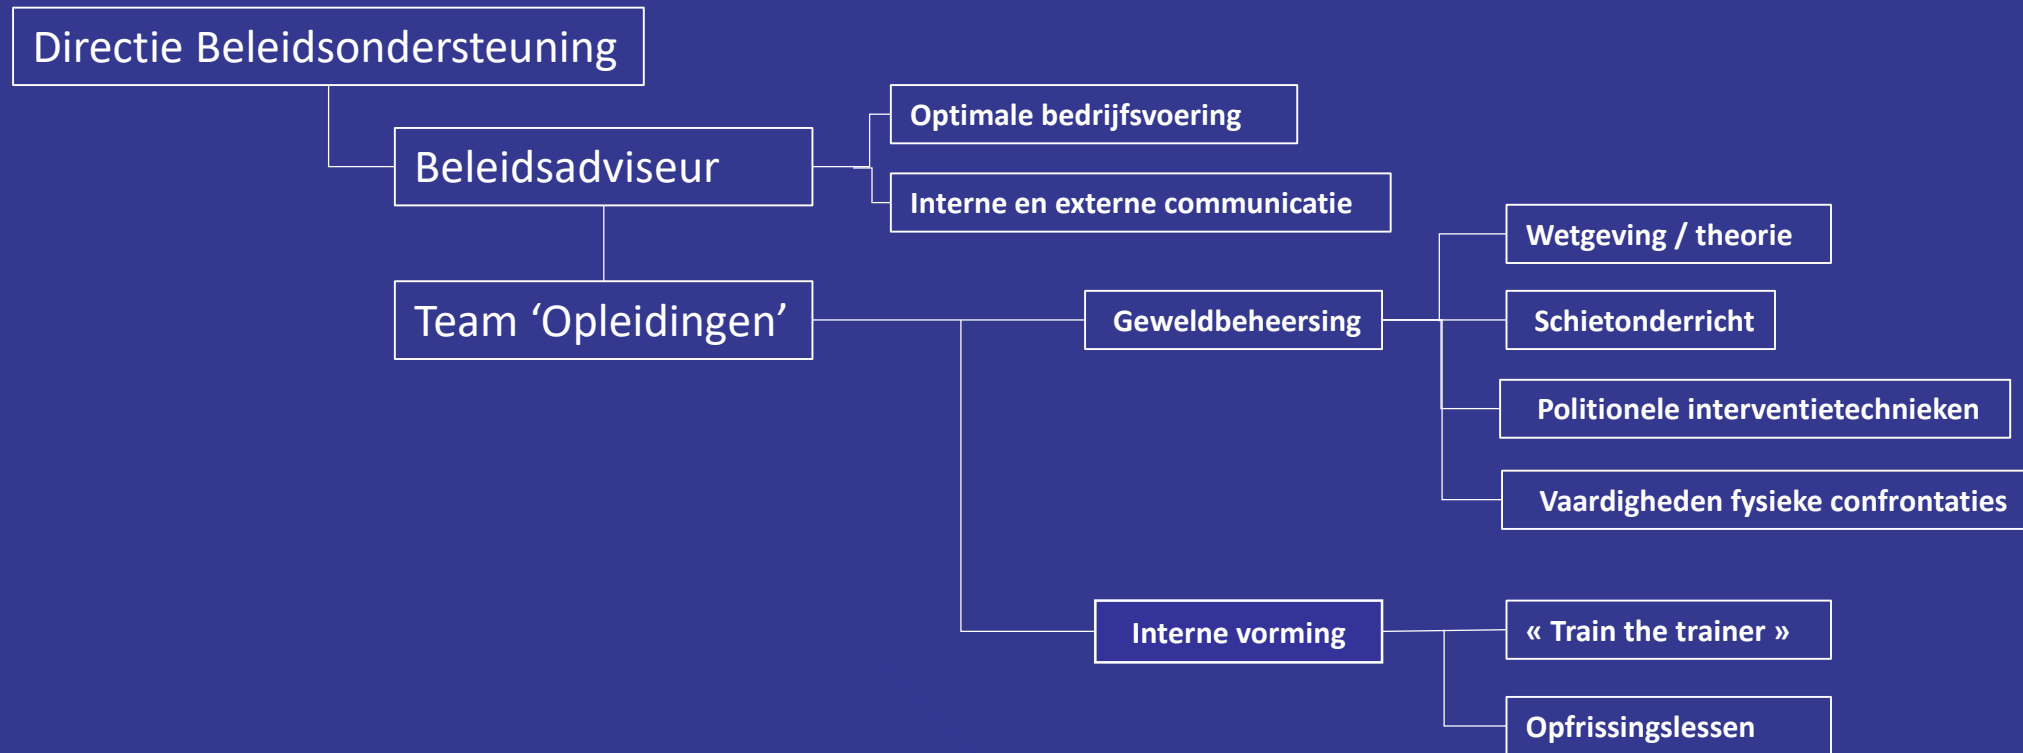 Directie Beleidsondersteuning
Optimale bedrijfsvoering
Beleidsadviseur
Interne en externe communicatie
Wetgeving / theorie
Team ‘Opleidingen’
Geweldbeheersing
Schietonderricht
Politionele interventietechnieken
Vaardigheden fysieke confrontaties
Interne vorming
« Train the trainer »
Opfrissingslessen